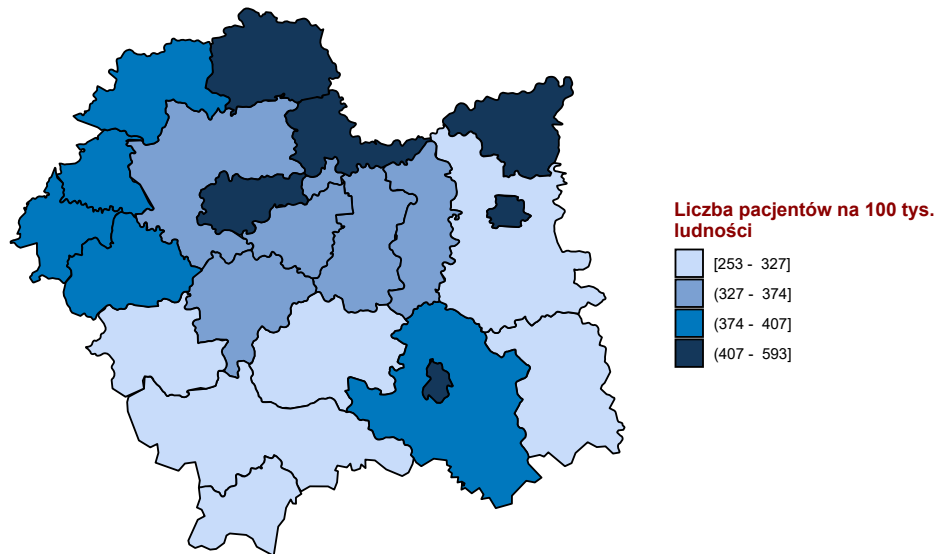 Liczba pacjentów na 100 tys.
ludności
[253 - 327]
(327 - 374]
(374 - 407]
(407 - 593]